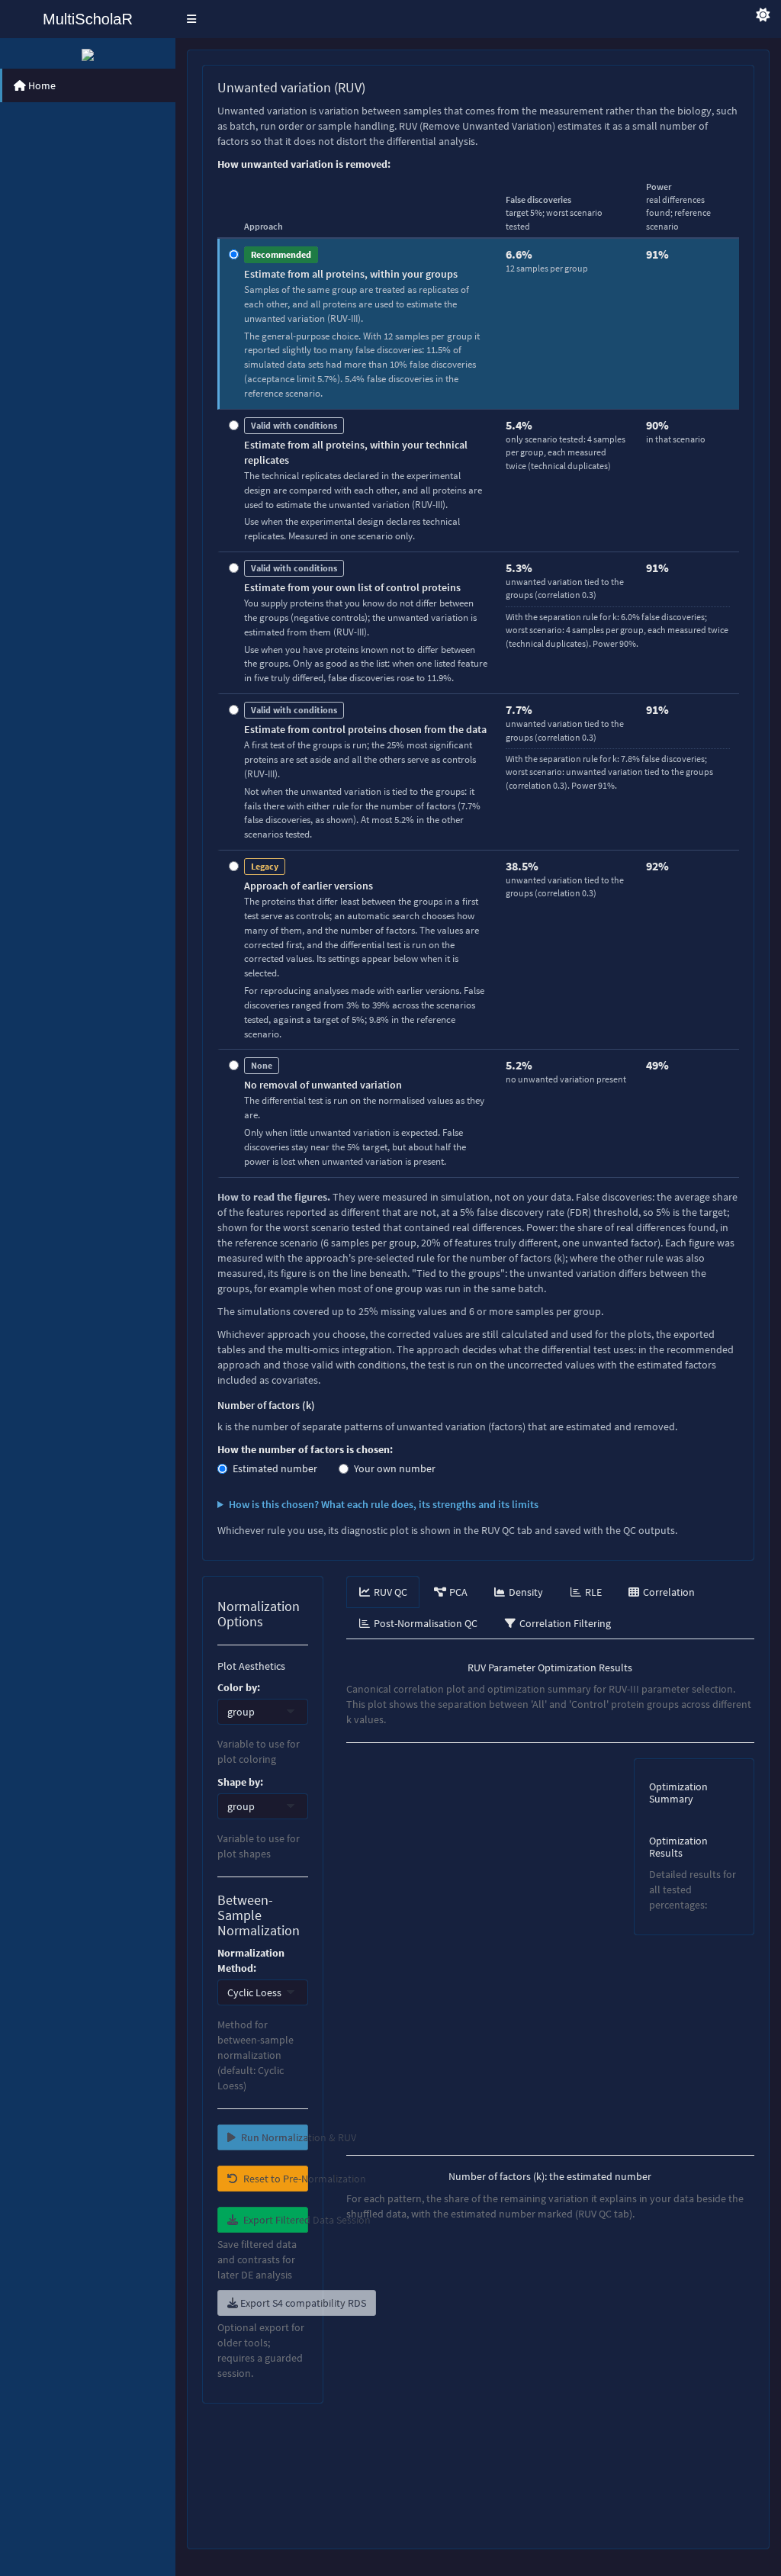 MultiScholaR
Home
Unwanted variation (RUV)
Unwanted variation is variation between samples that comes from the measurement rather than the biology, such
as batch, run order or sample handling. RUV (Remove Unwanted Variation) estimates it as a small number of
factors so that it does not distort the differential analysis.
How unwanted variation is removed:
Approach
False discoveries
target 5%; worst scenario
tested
Power
real differences
found; reference
scenario
Recommended
Estimate from all proteins, within your groups
Samples of the same group are treated as replicates of
each other, and all proteins are used to estimate the
unwanted variation (RUV-III).
The general-purpose choice. With 12 samples per group it
reported slightly too many false discoveries: 11.5% of
simulated data sets had more than 10% false discoveries
(acceptance limit 5.7%). 5.4% false discoveries in the
reference scenario.
6.6%
12 samples per group
91%
Valid with conditions
Estimate from all proteins, within your technical
replicates
The technical replicates declared in the experimental
design are compared with each other, and all proteins are
used to estimate the unwanted variation (RUV-III).
Use when the experimental design declares technical
replicates. Measured in one scenario only.
5.4%
only scenario tested: 4 samples
per group, each measured
twice (technical duplicates)
90%
in that scenario
Valid with conditions
Estimate from your own list of control proteins
You supply proteins that you know do not differ between
the groups (negative controls); the unwanted variation is
estimated from them (RUV-III).
Use when you have proteins known not to differ between
the groups. Only as good as the list: when one listed feature
in five truly differed, false discoveries rose to 11.9%.
5.3%
unwanted variation tied to the
groups (correlation 0.3)
91%
With the separation rule for k: 6.0% false discoveries;
worst scenario: 4 samples per group, each measured twice
(technical duplicates). Power 90%.
Valid with conditions
Estimate from control proteins chosen from the data
A first test of the groups is run; the 25% most significant
proteins are set aside and all the others serve as controls
(RUV-III).
Not when the unwanted variation is tied to the groups: it
fails there with either rule for the number of factors (7.7%
false discoveries, as shown). At most 5.2% in the other
scenarios tested.
7.7%
unwanted variation tied to the
groups (correlation 0.3)
91%
With the separation rule for k: 7.8% false discoveries;
worst scenario: unwanted variation tied to the groups
(correlation 0.3). Power 91%.
Legacy
Approach of earlier versions
The proteins that differ least between the groups in a first
test serve as controls; an automatic search chooses how
many of them, and the number of factors. The values are
corrected first, and the differential test is run on the
corrected values. Its settings appear below when it is
selected.
For reproducing analyses made with earlier versions. False
discoveries ranged from 3% to 39% across the scenarios
tested, against a target of 5%; 9.8% in the reference
scenario.
38.5%
unwanted variation tied to the
groups (correlation 0.3)
92%
None
No removal of unwanted variation
The differential test is run on the normalised values as they
are.
Only when little unwanted variation is expected. False
discoveries stay near the 5% target, but about half the
power is lost when unwanted variation is present.
5.2%
no unwanted variation present
49%
How to read the figures. They were measured in simulation, not on your data. False discoveries: the average share
of the features reported as different that are not, at a 5% false discovery rate (FDR) threshold, so 5% is the target;
shown for the worst scenario tested that contained real differences. Power: the share of real differences found, in
the reference scenario (6 samples per group, 20% of features truly different, one unwanted factor). Each figure was
measured with the approach's pre-selected rule for the number of factors (k); where the other rule was also
measured, its figure is on the line beneath. "Tied to the groups": the unwanted variation differs between the
groups, for example when most of one group was run in the same batch.
The simulations covered up to 25% missing values and 6 or more samples per group.
Whichever approach you choose, the corrected values are still calculated and used for the plots, the exported
tables and the multi-omics integration. The approach decides what the differential test uses: in the recommended
approach and those valid with conditions, the test is run on the uncorrected values with the estimated factors
included as covariates.
Number of factors (k)
k is the number of separate patterns of unwanted variation (factors) that are estimated and removed.
How the number of factors is chosen:
Estimated number
Your own number
How is this chosen? What each rule does, its strengths and its limits
Whichever rule you use, its diagnostic plot is shown in the RUV QC tab and saved with the QC outputs.
Normalization
Options
Plot Aesthetics
Color by:
group
Variable to use for
plot coloring
Shape by:
group
Variable to use for
plot shapes
Between-
Sample
Normalization
Normalization
Method:
Cyclic Loess
Method for
between-sample
normalization
(default: Cyclic
Loess)
Run Normalization & RUV
Reset to Pre-Normalization
Export Filtered Data Session
Save filtered data
and contrasts for
later DE analysis
Export S4 compatibility RDS
Optional export for
older tools;
requires a guarded
session.
RUV QC
PCA
Density
RLE
Correlation
Post-Normalisation QC
Correlation Filtering
RUV Parameter Optimization Results
Canonical correlation plot and optimization summary for RUV-III parameter selection.
This plot shows the separation between 'All' and 'Control' protein groups across different
k values.
Optimization
Summary
Optimization
Results
Detailed results for
all tested
percentages:
Number of factors (k): the estimated number
For each pattern, the share of the remaining variation it explains in your data beside the
shuffled data, with the estimated number marked (RUV QC tab).